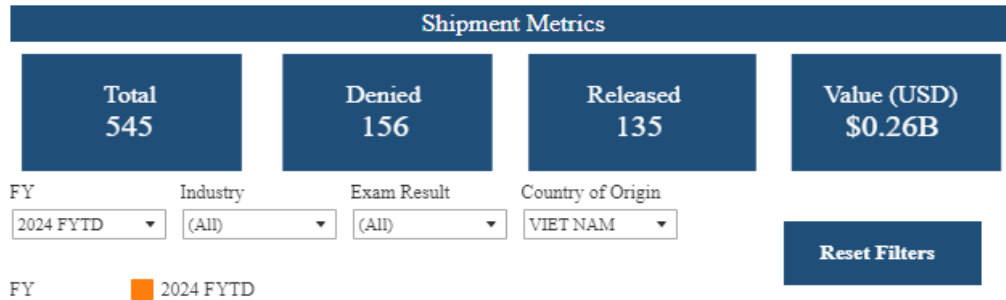 Shipment Metrics
Total Denied Released Value (USD)
545 156 135 $0.26B
FY Industry Exam Result Country of Origin
2024 FYTD (All) (All) VIET NAM
Reset Filters
FY 2024 FYTD